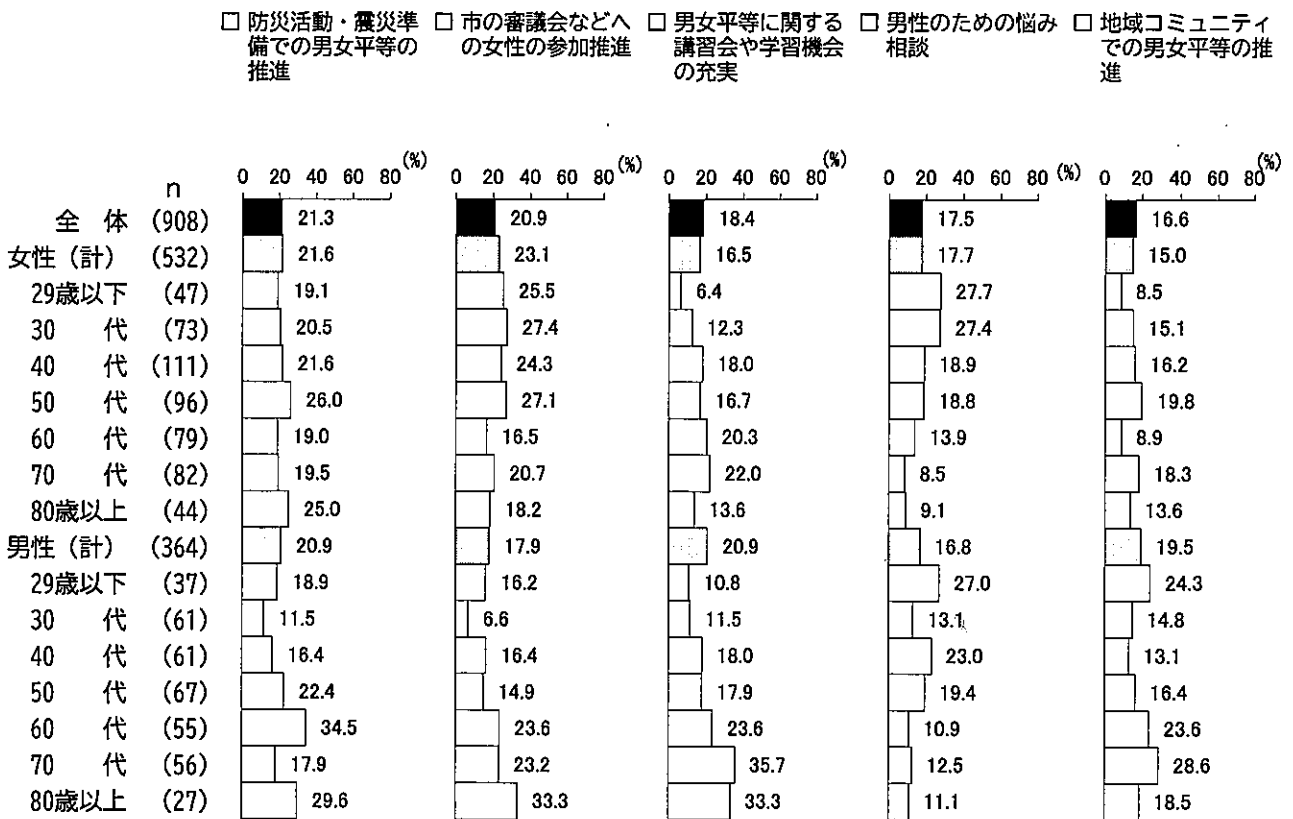 □ 防災活動・震災準備での男女平等の推進
□ 市の審議会などへの女性の参加推進
□ 男女平等に関する講習会や学習機会の充実
□ 男性のための悩み相談
□ 地域コミュニティでの男女平等の推進
0 20 40 60 80 (%) 0 20 40 60 80 (%) 0 20 40 60 80 (%) 0 20 40 60 80 (%) 0 20 40 60 80 (%)
n
全 体 (908) 21.3 20.9 18.4 17.5 16.6
女性（計） (532) 21.6 23.1 16.5 17.7 15.0
29歳以下 (47) 19.1 25.5 6.4 27.7 8.5
30 代 (73) 20.5 27.4 12.3 27.4 15.1
40 代 (111) 21.6 24.3 18.0 18.9 16.2
50 代 (96) 26.0 27.1 16.7 18.8 19.8
60 代 (79) 19.0 16.5 20.3 13.9 8.9
70 代 (82) 19.5 20.7 22.0 8.5 18.3
80歳以上 (44) 25.0 18.2 13.6 9.1 13.6
男性（計） (364) 20.9 17.9 20.9 16.8 19.5
29歳以下 (37) 18.9 16.2 10.8 27.0 24.3
30 代 (61) 11.5 6.6 11.5 13.1 14.8
40 代 (61) 16.4 16.4 18.0 23.0 13.1
50 代 (67) 22.4 14.9 17.9 19.4 16.4
60 代 (55) 34.5 23.6 23.6 10.9 23.6
70 代 (56) 17.9 23.2 35.7 12.5 28.6
80歳以上 (27) 29.6 33.3 33.3 11.1 18.5